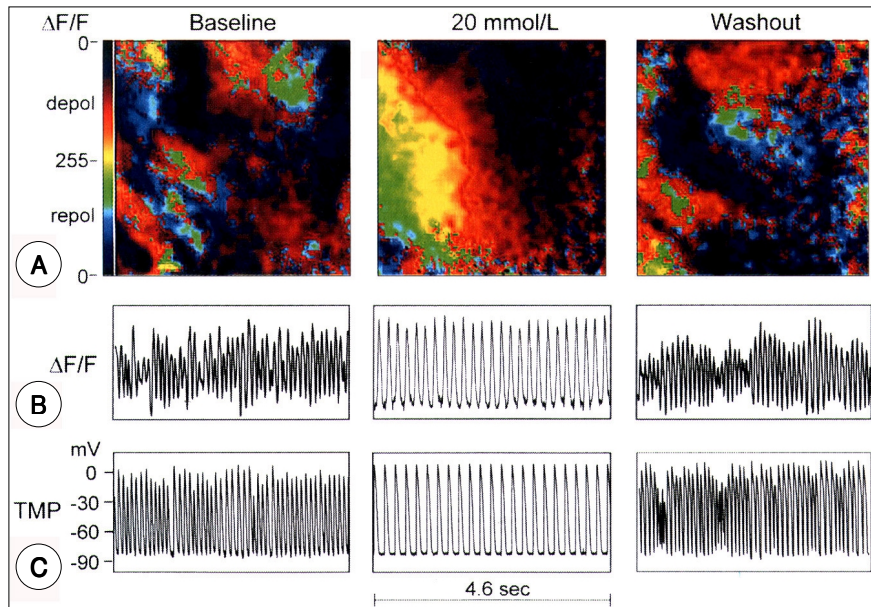 ΔF/F Baseline 20 mmol/L Washout
0
depol
255
repol
0
A
ΔF/F
B
mV
0
-30
TMP
-60
-90
C
4.6 sec